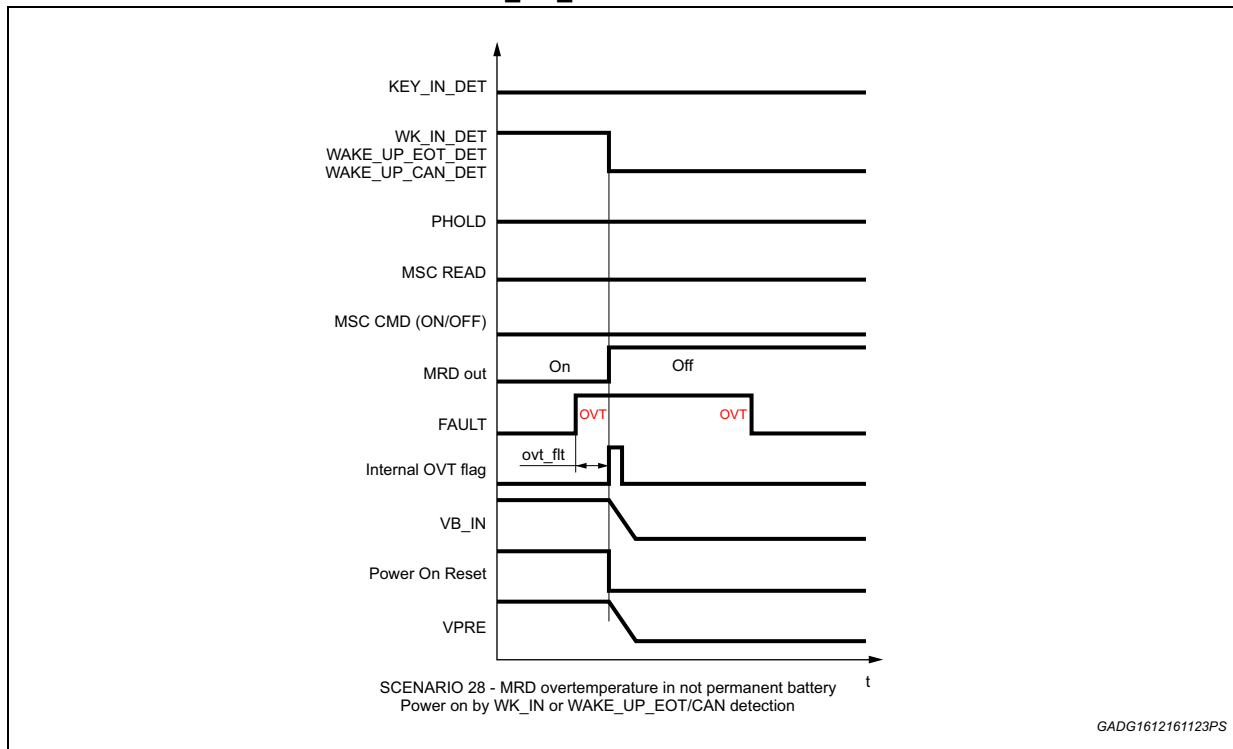 KEY_IN_DET
WK_IN_DET
WAKE_UP_EOT_DET
WAKE_UP_CAN_DET
PHOLD
MSC READ
MSC CMD (ON/OFF)
MRD out
On
Off
FAULT
OVT
OVT
ovt_flt
Internal OVT flag
VB_IN
Power On Reset
VPRE
t
SCENARIO 28 - MRD overtemperature in not permanent battery
Power on by WK_IN or WAKE_UP_EOT/CAN detection
GADG1612161123PS